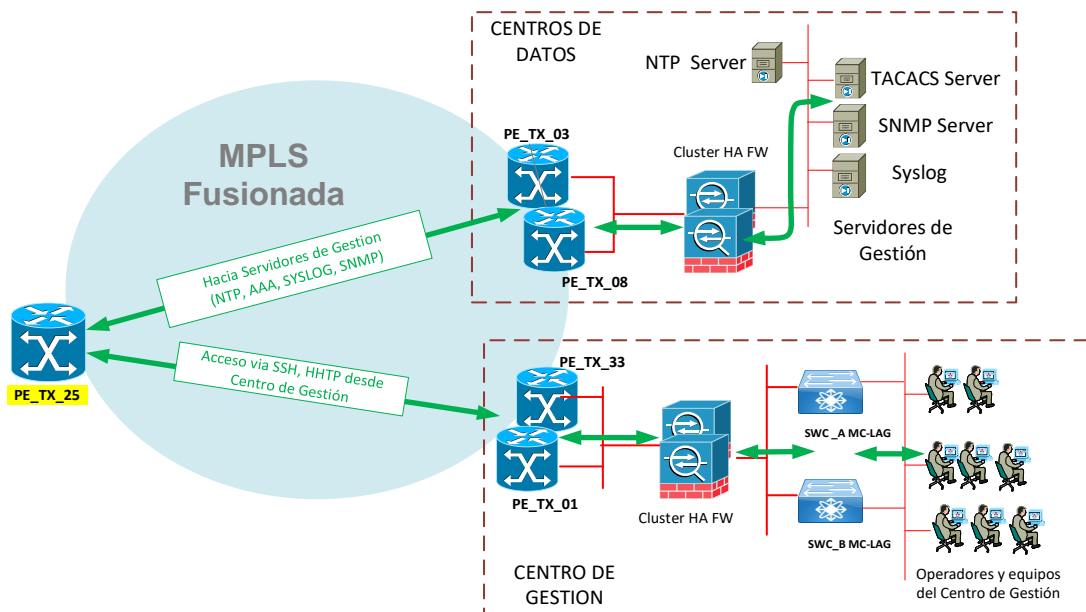 CENTROS DE
DATOS
NTP Server
TACACS Server
SNMP Server
Syslog
Servidores de
Gestión
PE_TX_03
Cluster HA FW
PE_TX_08
MPLS
Fusionada
Hacia Servidores de Gestion
(NTP, AAA, SYSLOG, SNMP)
Acceso via SSH, HHTP desde
Centro de Gestión
PE_TX_25
PE_TX_33
PE_TX_01
Cluster HA FW
SWC _A MC-LAG
SWC_B MC-LAG
Operadores y equipos
del Centro de Gestión
CENTRO DE
GESTION